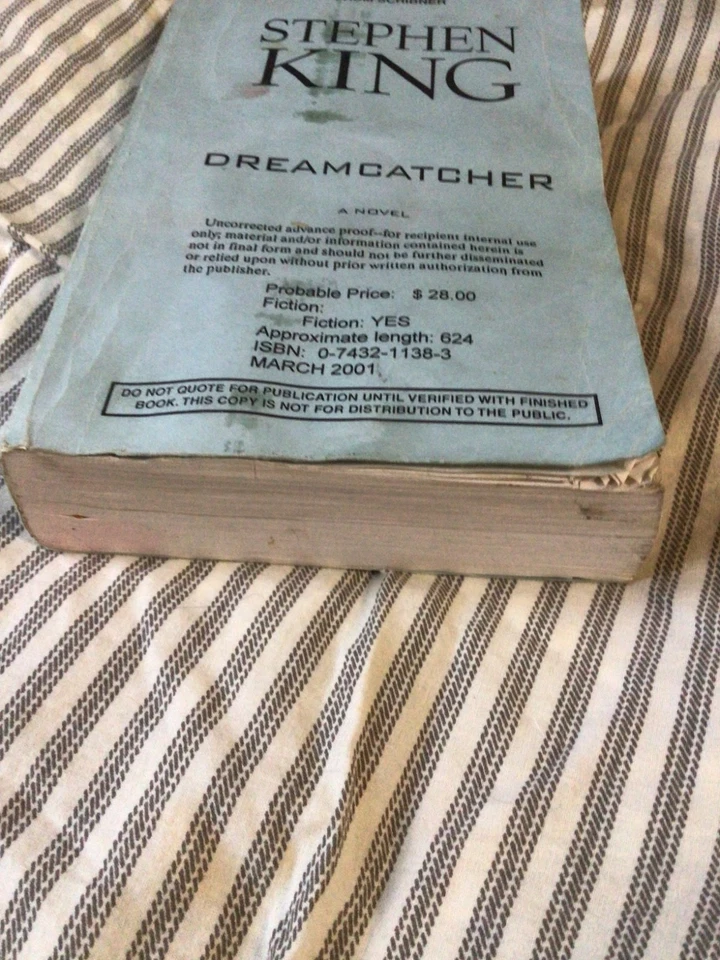 SCRIBNER
STEPHEN
KING
DREAMCATCHER
A NOVEL
Uncorrected advance proof--for recipient internal use
only; material and/or information contained herein is
not in final form and should not be further disseminated
or relied upon without prior written authorization from
the publisher.
Probable Price: $ 28.00
Fiction:
Fiction: YES
Approximate length: 624
ISBN: 0-7432-1138-3
MARCH 2001
DO NOT QUOTE FOR PUBLICATION UNTIL VERIFIED WITH FINISHED
BOOK. THIS COPY IS NOT FOR DISTRIBUTION TO THE PUBLIC.